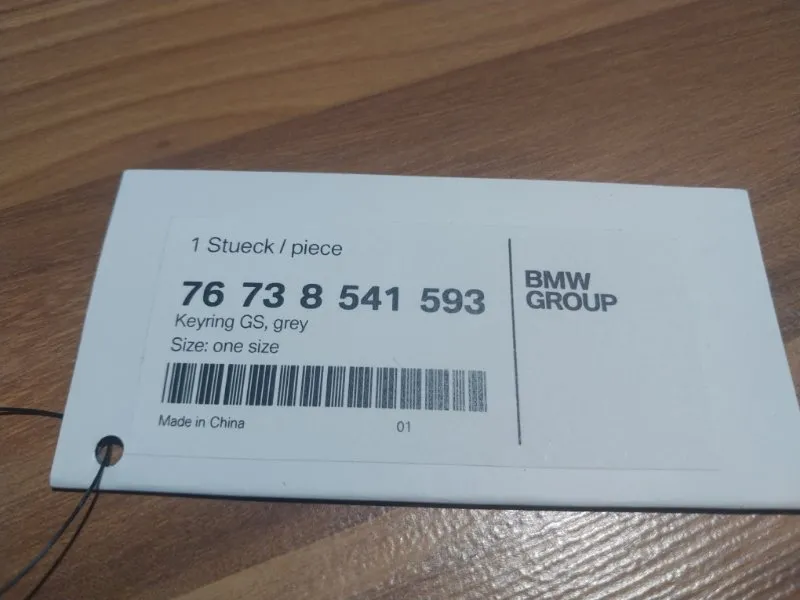 1 Stueck / piece
76 73 8 541 593
Keyring GS, grey
Size: one size
Made in China
01
BMW
GROUP